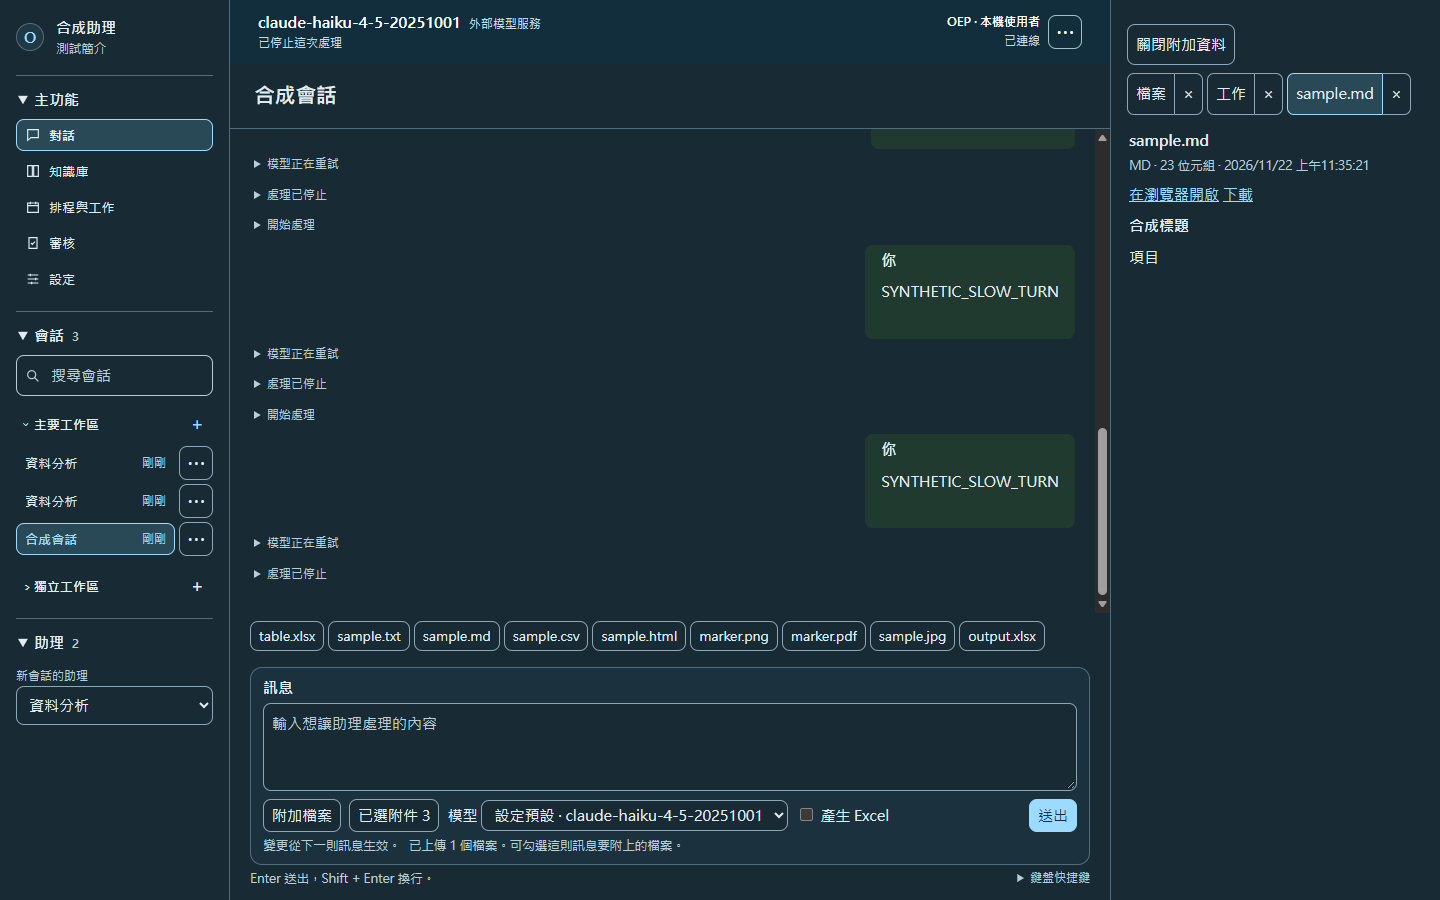 O 合成助理
測試簡介
▼ 主功能
對話
知識庫
排程與工作
審核
設定
▼ 會話 3
搜尋會話
主要工作區 +
資料分析 剛剛 ···
資料分析 剛剛 ···
合成會話 剛剛 ···
獨立工作區 +
▼ 助理 2
新會話的助理
資料分析
claude-haiku-4-5-20251001 外部模型服務
已停止這次處理
OEP · 本機使用者
已連線
···
合成會話
▶ 模型正在重試
▶ 處理已停止
▶ 開始處理
你
SYNTHETIC_SLOW_TURN
▶ 模型正在重試
▶ 處理已停止
▶ 開始處理
你
SYNTHETIC_SLOW_TURN
▶ 模型正在重試
▶ 處理已停止
table.xlsx sample.txt sample.md sample.csv sample.html marker.png marker.pdf sample.jpg output.xlsx
訊息
輸入想讓助理處理的內容
附加檔案 已選附件 3 模型 設定預設 · claude-haiku-4-5-20251001 產生 Excel 送出
變更從下一則訊息生效。 已上傳 1 個檔案。可勾選這則訊息要附上的檔案。
Enter 送出，Shift + Enter 換行。 ▶ 鍵盤快捷鍵
關閉附加資料
檔案 × 工作 × sample.md ×
sample.md
MD · 23 位元組 · 2026/11/22 上午11:35:21
在瀏覽器開啟 下載
合成標題
項目